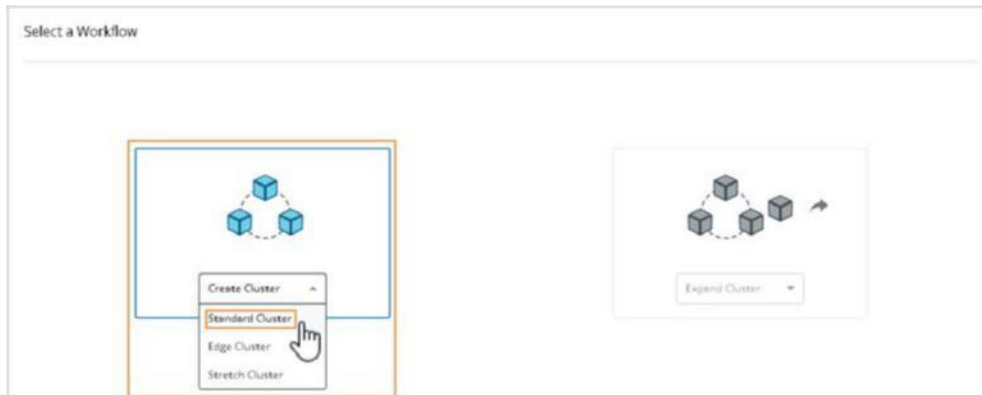 Select a Workflow
Create Cluster
Expand Cluster
Standard Cluster
Edge Cluster
Stretch Cluster